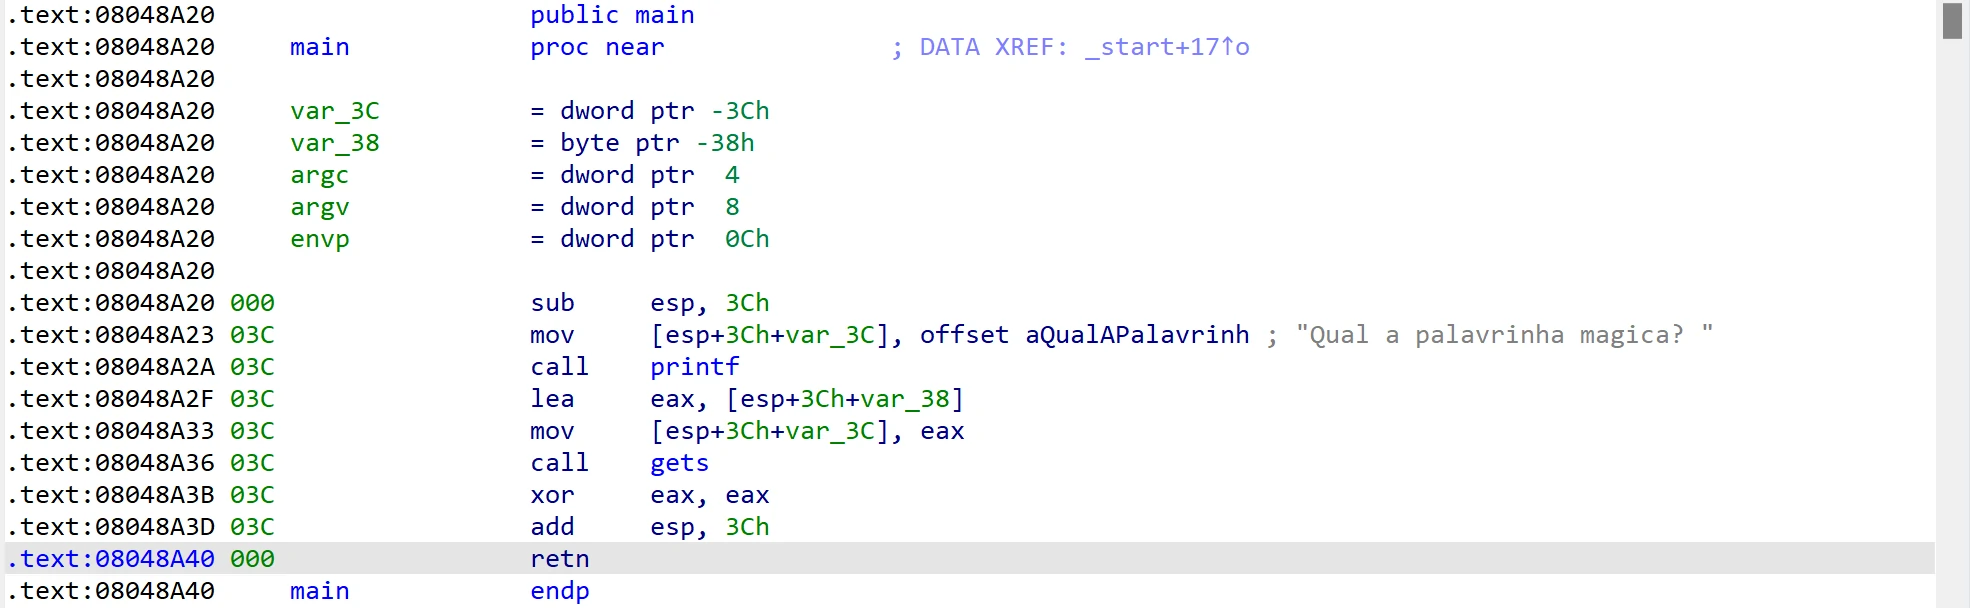 .text:08048A20 public main
.text:08048A20 main proc near ; DATA XREF: _start+17↑o
.text:08048A20
.text:08048A20 var_3C = dword ptr -3Ch
.text:08048A20 var_38 = byte ptr -38h
.text:08048A20 argc = dword ptr 4
.text:08048A20 argv = dword ptr 8
.text:08048A20 envp = dword ptr 0Ch
.text:08048A20
.text:08048A20 000 sub esp, 3Ch
.text:08048A23 03C mov [esp+3Ch+var_3C], offset aQualAPalavrinh ; "Qual a palavrinha magica? "
.text:08048A2A 03C call printf
.text:08048A2F 03C lea eax, [esp+3Ch+var_38]
.text:08048A33 03C mov [esp+3Ch+var_3C], eax
.text:08048A36 03C call gets
.text:08048A3B 03C xor eax, eax
.text:08048A3D 03C add esp, 3Ch
.text:08048A40 000 retn
.text:08048A40 main endp